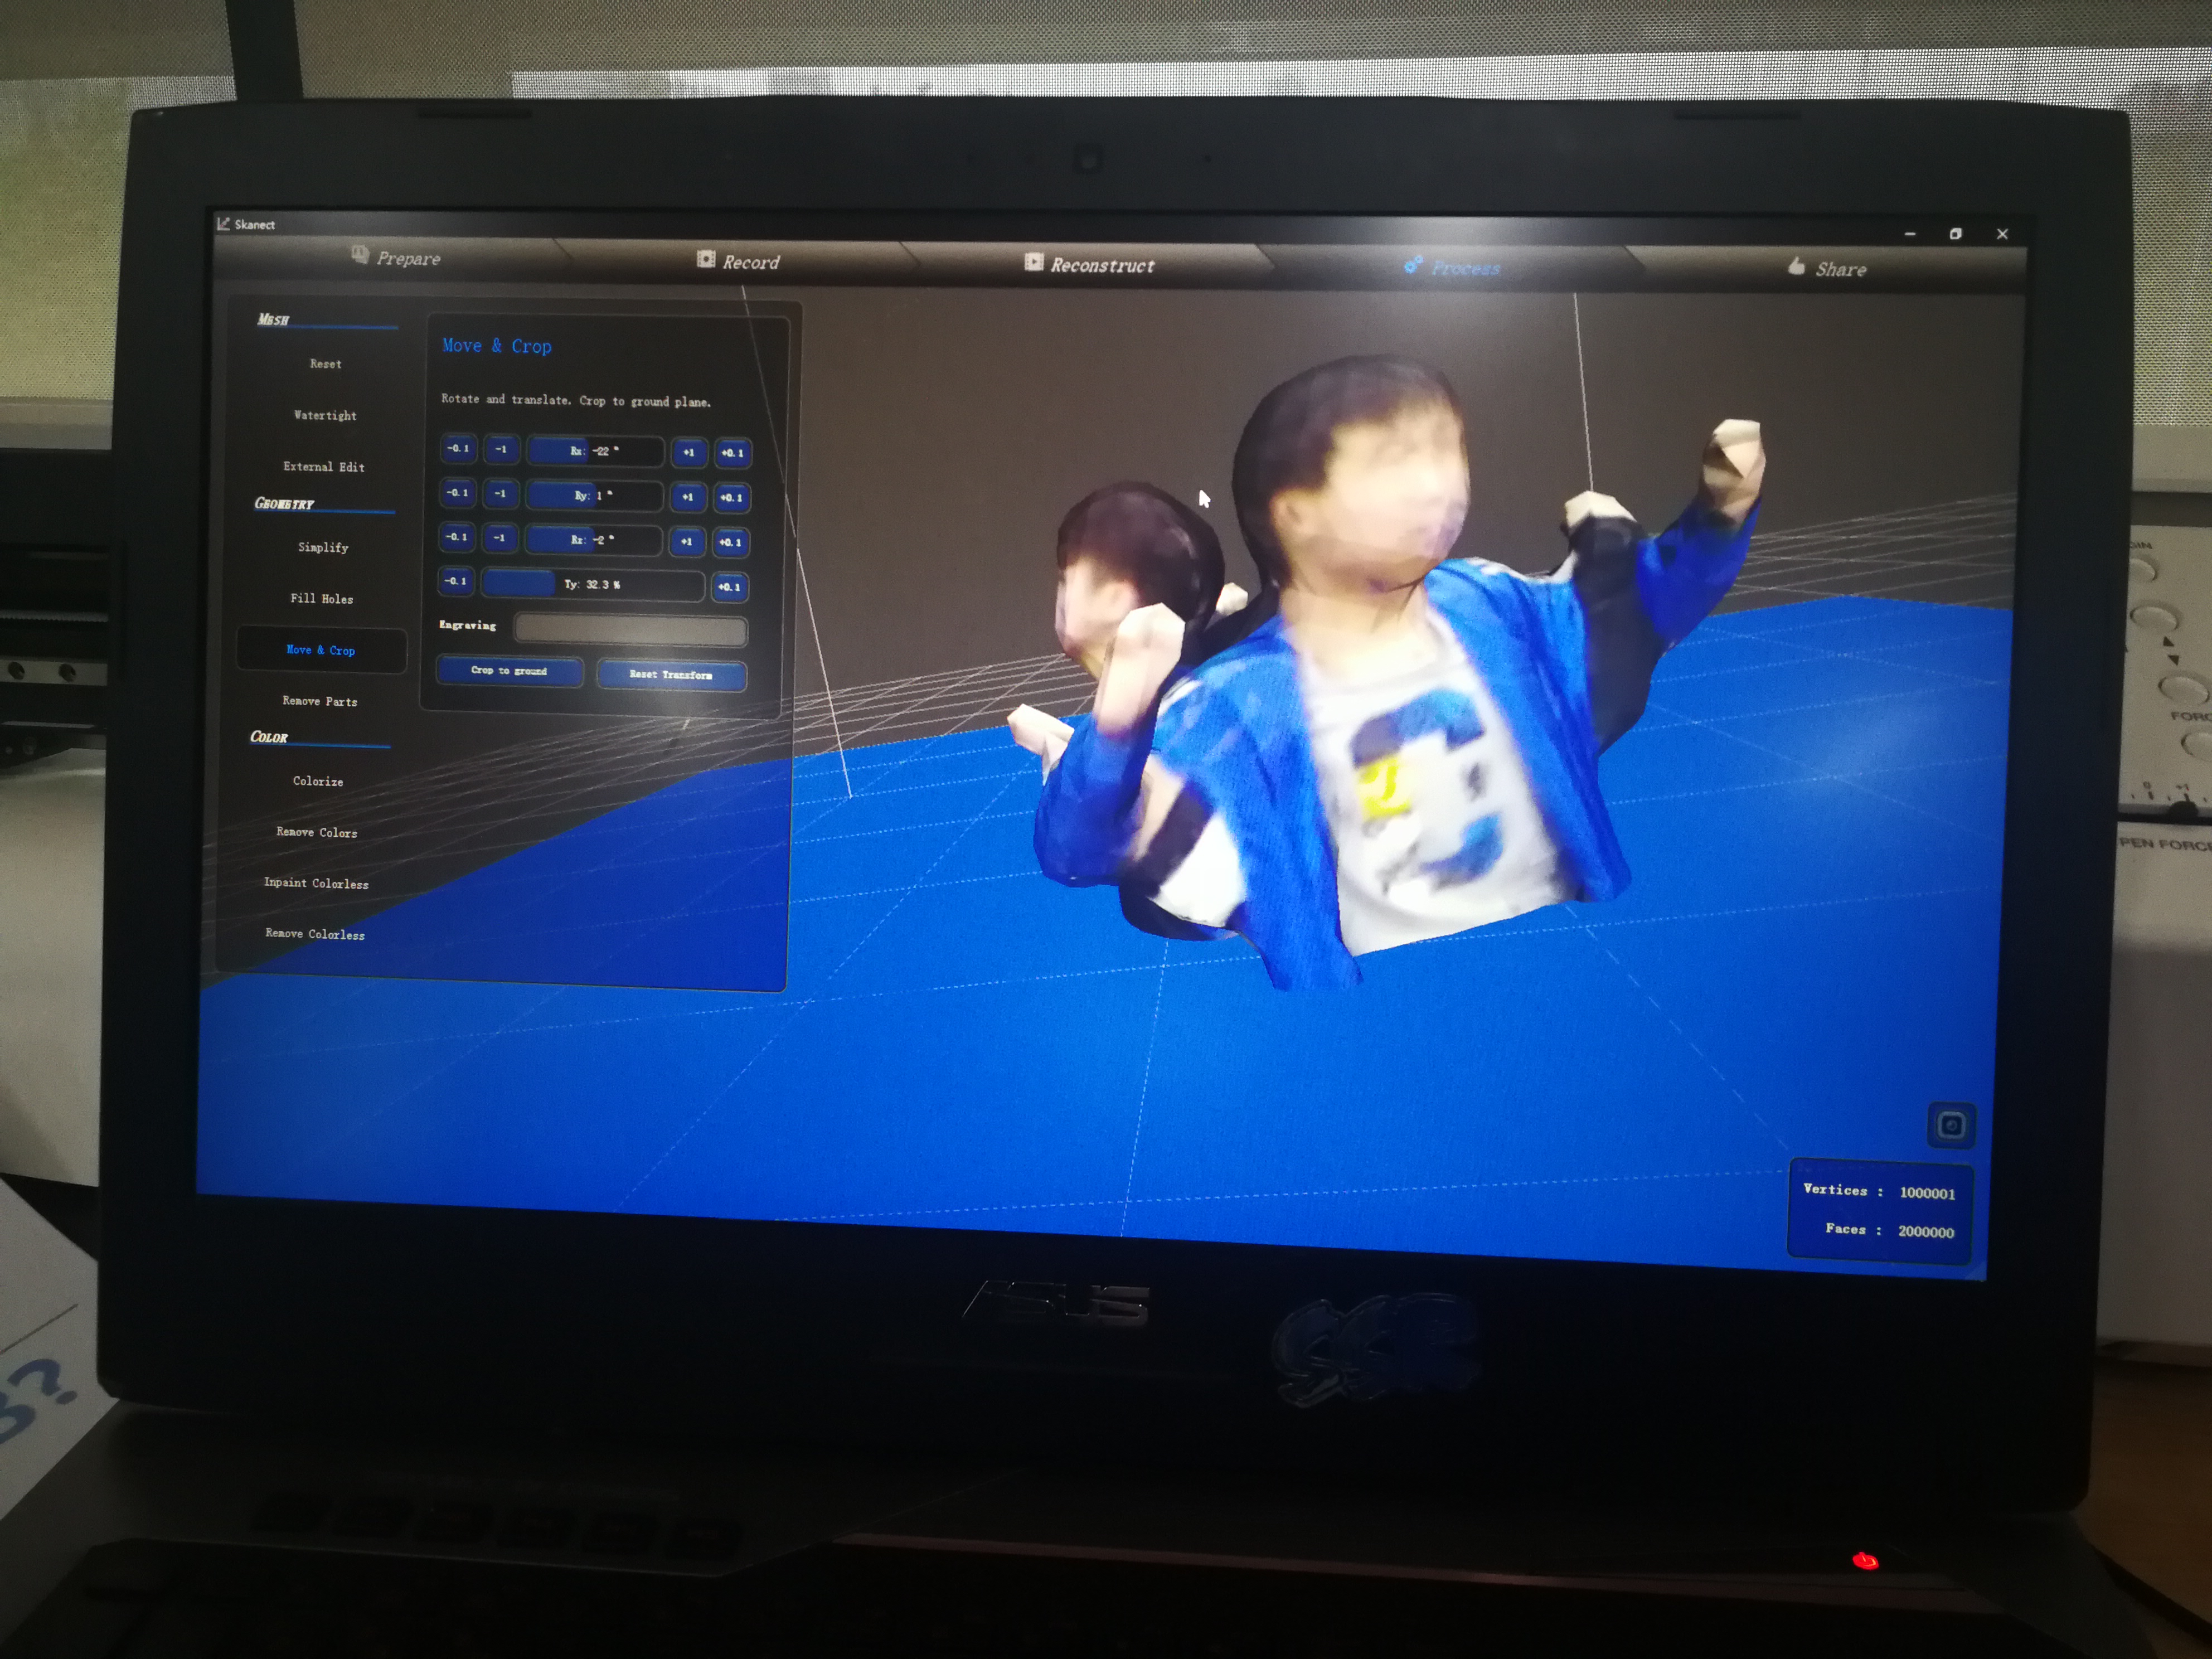 Skanect
Prepare
Record
Reconstruct
Process
Share
MESH
Reset
Watertight
External Edit
GEOMETRY
Simplify
Fill Holes
Move & Crop
Remove Parts
COLOR
Colorize
Remove Colors
Inpaint Colorless
Remove Colorless
Move & Crop
Rotate and translate. Crop to ground plane.
-0.1 -1 Rx: -22 ° +1 +0.1
-0.1 -1 Ry: 1 ° +1 +0.1
-0.1 -1 Rz: -2 ° +1 +0.1
-0.1 Ty: 32.3 % +0.1
Engraving
Crop to ground Reset Transform
Vertices : 1000001
Faces : 2000000
ASUS
PEN FORCE